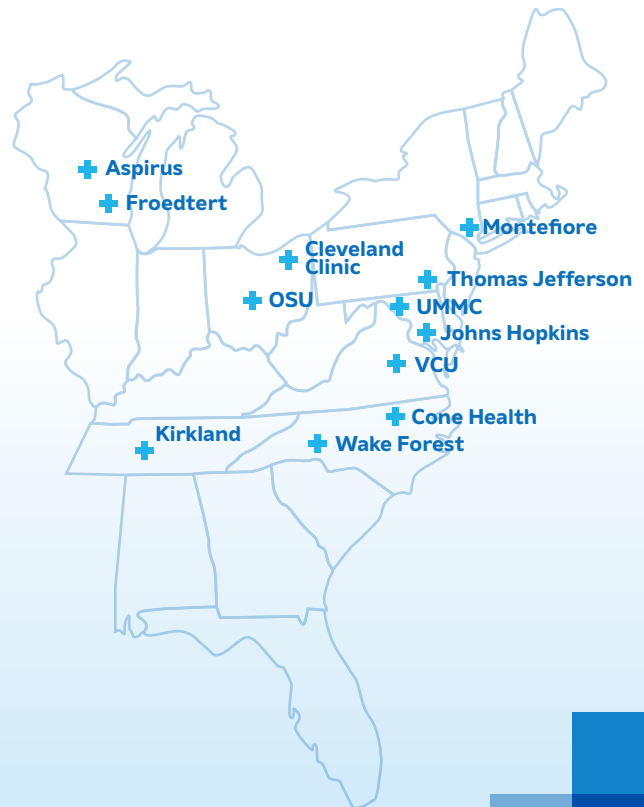 Aspirus
Froedtert
Montefiore
Cleveland
Clinic
Thomas Jefferson
OSU
UMMC
Johns Hopkins
VCU
Cone Health
Kirkland
Wake Forest